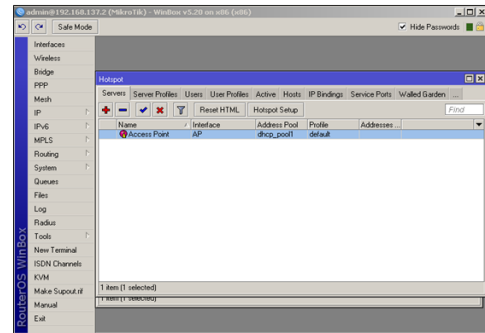 admin@192.168.137.2 (MikroTik) - WinBox v5.20 on x86 (x86)
Safe Mode
Hide Passwords
Interfaces
Wireless
Bridge
PPP
Mesh
IP
IPv6
MPLS
Routing
System
Queues
Files
Log
Radius
Tools
New Terminal
ISDN Channels
KVM
Make Supout.rif
Manual
Exit
RouterOS WinBox
Hotspot
Servers Server Profiles Users User Profiles Active Hosts IP Bindings Service Ports Walled Garden ...
Reset HTML Hotspot Setup Find
Name Interface Address Pool Profile Addresses ...
Access Point AP dhcp_pool1 default
1 item (1 selected)
1 item (1 selected)